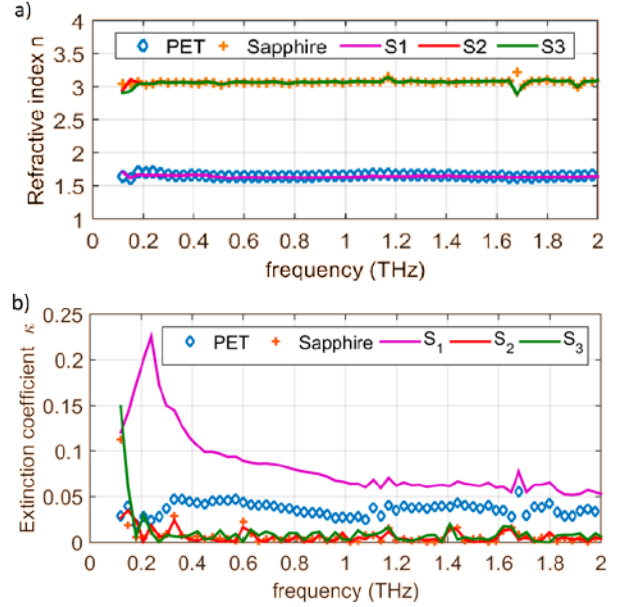 a)
Refractive index n
4
3.5
3
2.5
2
1.5
1
PET Sapphire S1 S2 S3
0 0.2 0.4 0.6 0.8 1 1.2 1.4 1.6 1.8 2
frequency (THz)
b)
Extinction coefficient κ
0.25
0.2
0.15
0.1
0.05
0
PET Sapphire S1 S2 S3
0 0.2 0.4 0.6 0.8 1 1.2 1.4 1.6 1.8 2
frequency (THz)